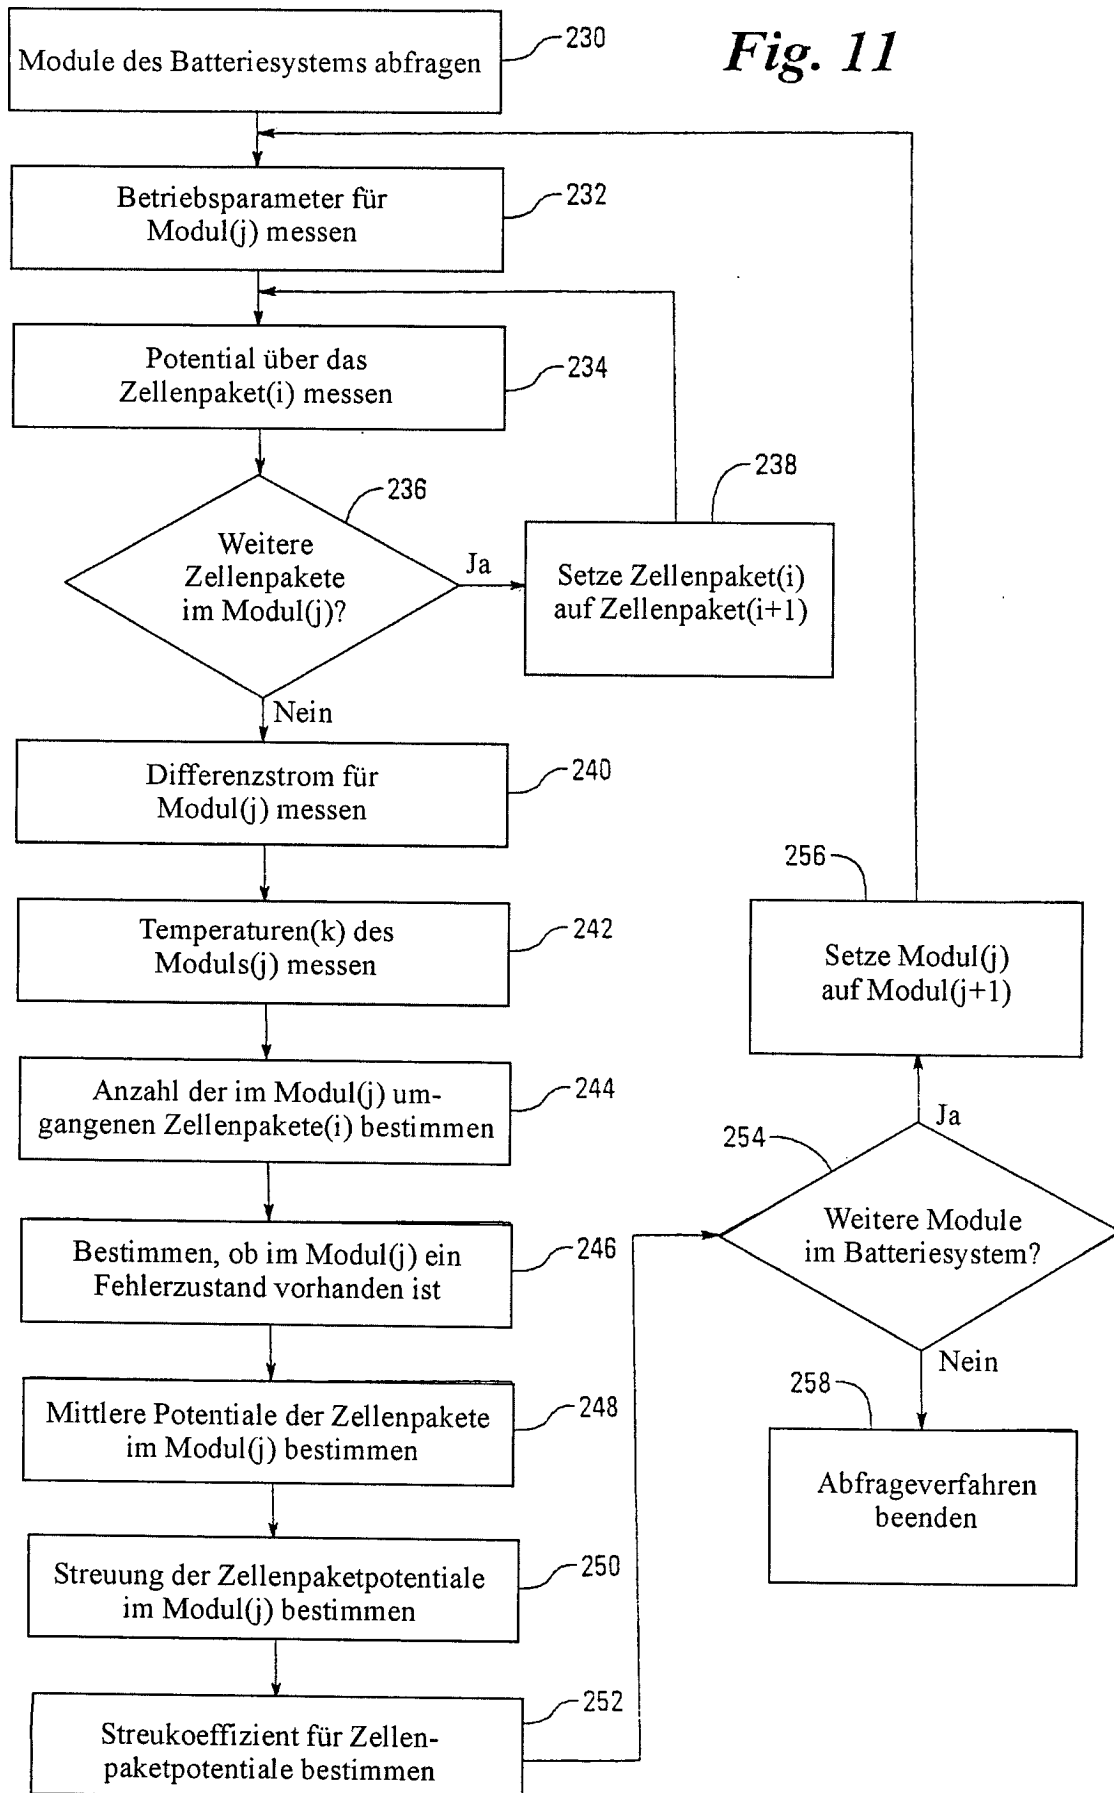 Fig. 11
Module des Batteriesystems abfragen
230
Betriebsparameter für
Modul(j) messen
232
Potential über das
Zellenpaket(i) messen
234
Weitere
Zellenpakete
im Modul(j)?
236
Ja
Setze Zellenpaket(i)
auf Zellenpaket(i+1)
238
Nein
Differenzstrom für
Modul(j) messen
240
Temperaturen(k) des
Moduls(j) messen
242
Anzahl der im Modul(j) um-
gangenen Zellenpakete(i) bestimmen
244
Bestimmen, ob im Modul(j) ein
Fehlerzustand vorhanden ist
246
Mittlere Potentiale der Zellenpakete
im Modul(j) bestimmen
248
Streuung der Zellenpaketpotentiale
im Modul(j) bestimmen
250
Streukoeffizient für Zellen-
paketpotentiale bestimmen
252
Weitere Module
im Batteriesystem?
254
Ja
Setze Modul(j)
auf Modul(j+1)
256
Nein
Abfrageverfahren
beenden
258